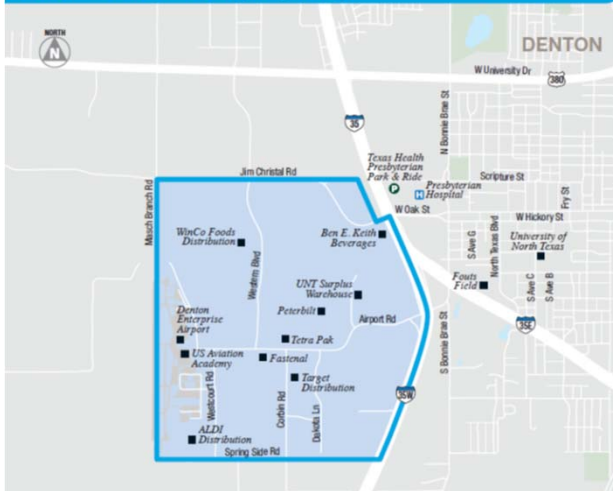 NORTH
N
DENTON
W University Dr
380
N Bonnie Brae St
35
Texas Health
Presbyterian
Park & Ride
P
H
Presbyterian
Hospital
Scripture St
Jim Christal Rd
Masch Branch Rd
W Oak St
Fry St
W Hickory St
WinCo Foods
Distribution
Ben E. Keith
Beverages
S Ave G
North Texas Blvd
University of
North Texas
Western Blvd
UNT Surplus
Warehouse
Fouts
Field
S Ave C
S Ave B
Peterbilt
Denton
Enterprise
Airport
Airport Rd
S Bonnie Brae St
35E
Tetra Pak
US Aviation
Academy
Fastenal
Westcourt Rd
Target
Distribution
35W
Corbin Rd
Dakota Ln
ALDI
Distribution
Spring Side Rd